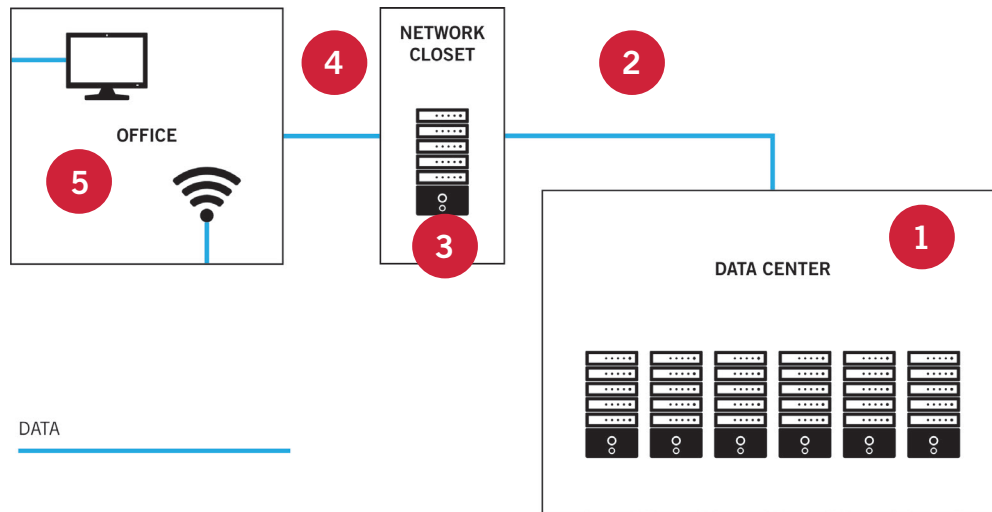 NETWORK
CLOSET
4
2
OFFICE
5
3
1
DATA CENTER
DATA